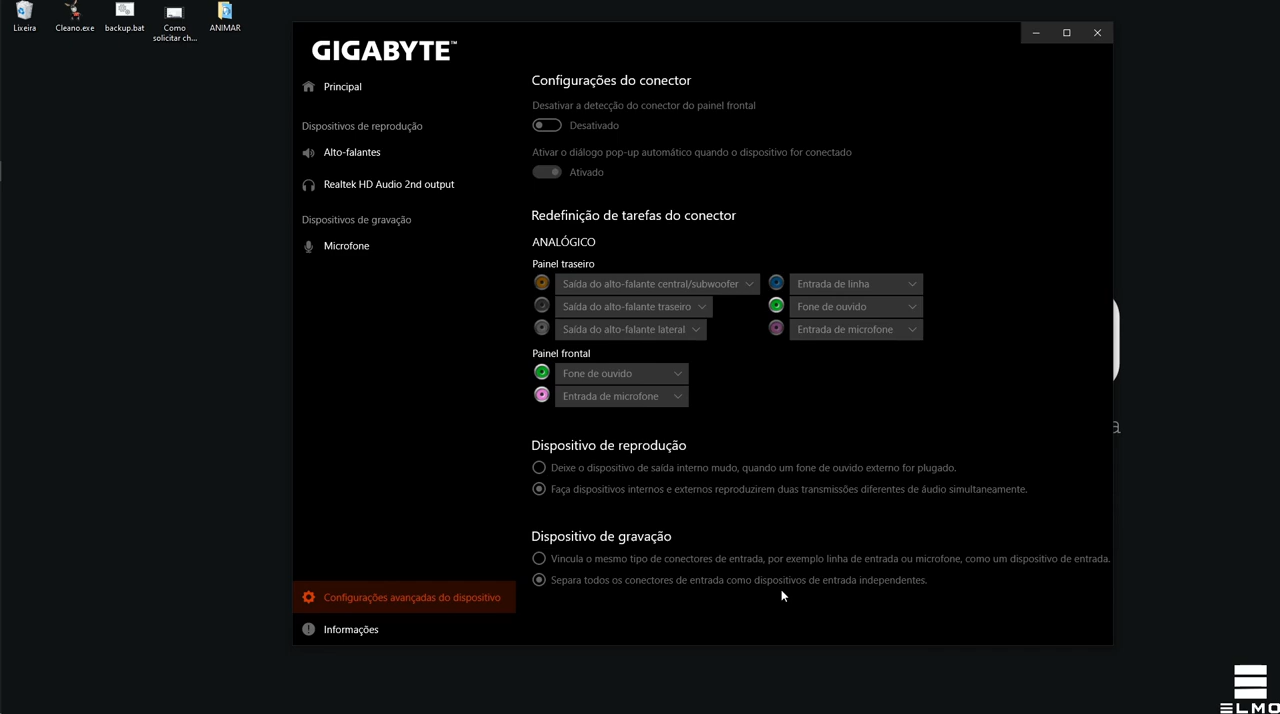 Lixeira
Cleano.exe
backup.bat
Como
solicitar ch...
ANIMAR
GIGABYTE™
Principal
Dispositivos de reprodução
Alto-falantes
Realtek HD Audio 2nd output
Dispositivos de gravação
Microfone
Configurações avançadas do dispositivo
Informações
Configurações do conector
Desativar a detecção do conector do painel frontal
Desativado
Ativar o diálogo pop-up automático quando o dispositivo for conectado
Ativado
Redefinição de tarefas do conector
ANALÓGICO
Painel traseiro
Saída do alto-falante central/subwoofer
Entrada de linha
Saída do alto-falante traseiro
Fone de ouvido
Saída do alto-falante lateral
Entrada de microfone
Painel frontal
Fone de ouvido
Entrada de microfone
Dispositivo de reprodução
Deixe o dispositivo de saída interno mudo, quando um fone de ouvido externo for plugado.
Faça dispositivos internos e externos reproduzirem duas transmissões diferentes de áudio simultaneamente.
Dispositivo de gravação
Vincula o mesmo tipo de conectores de entrada, por exemplo linha de entrada ou microfone, como um dispositivo de entrada.
Separa todos os conectores de entrada como dispositivos de entrada independentes.
a
ELMO